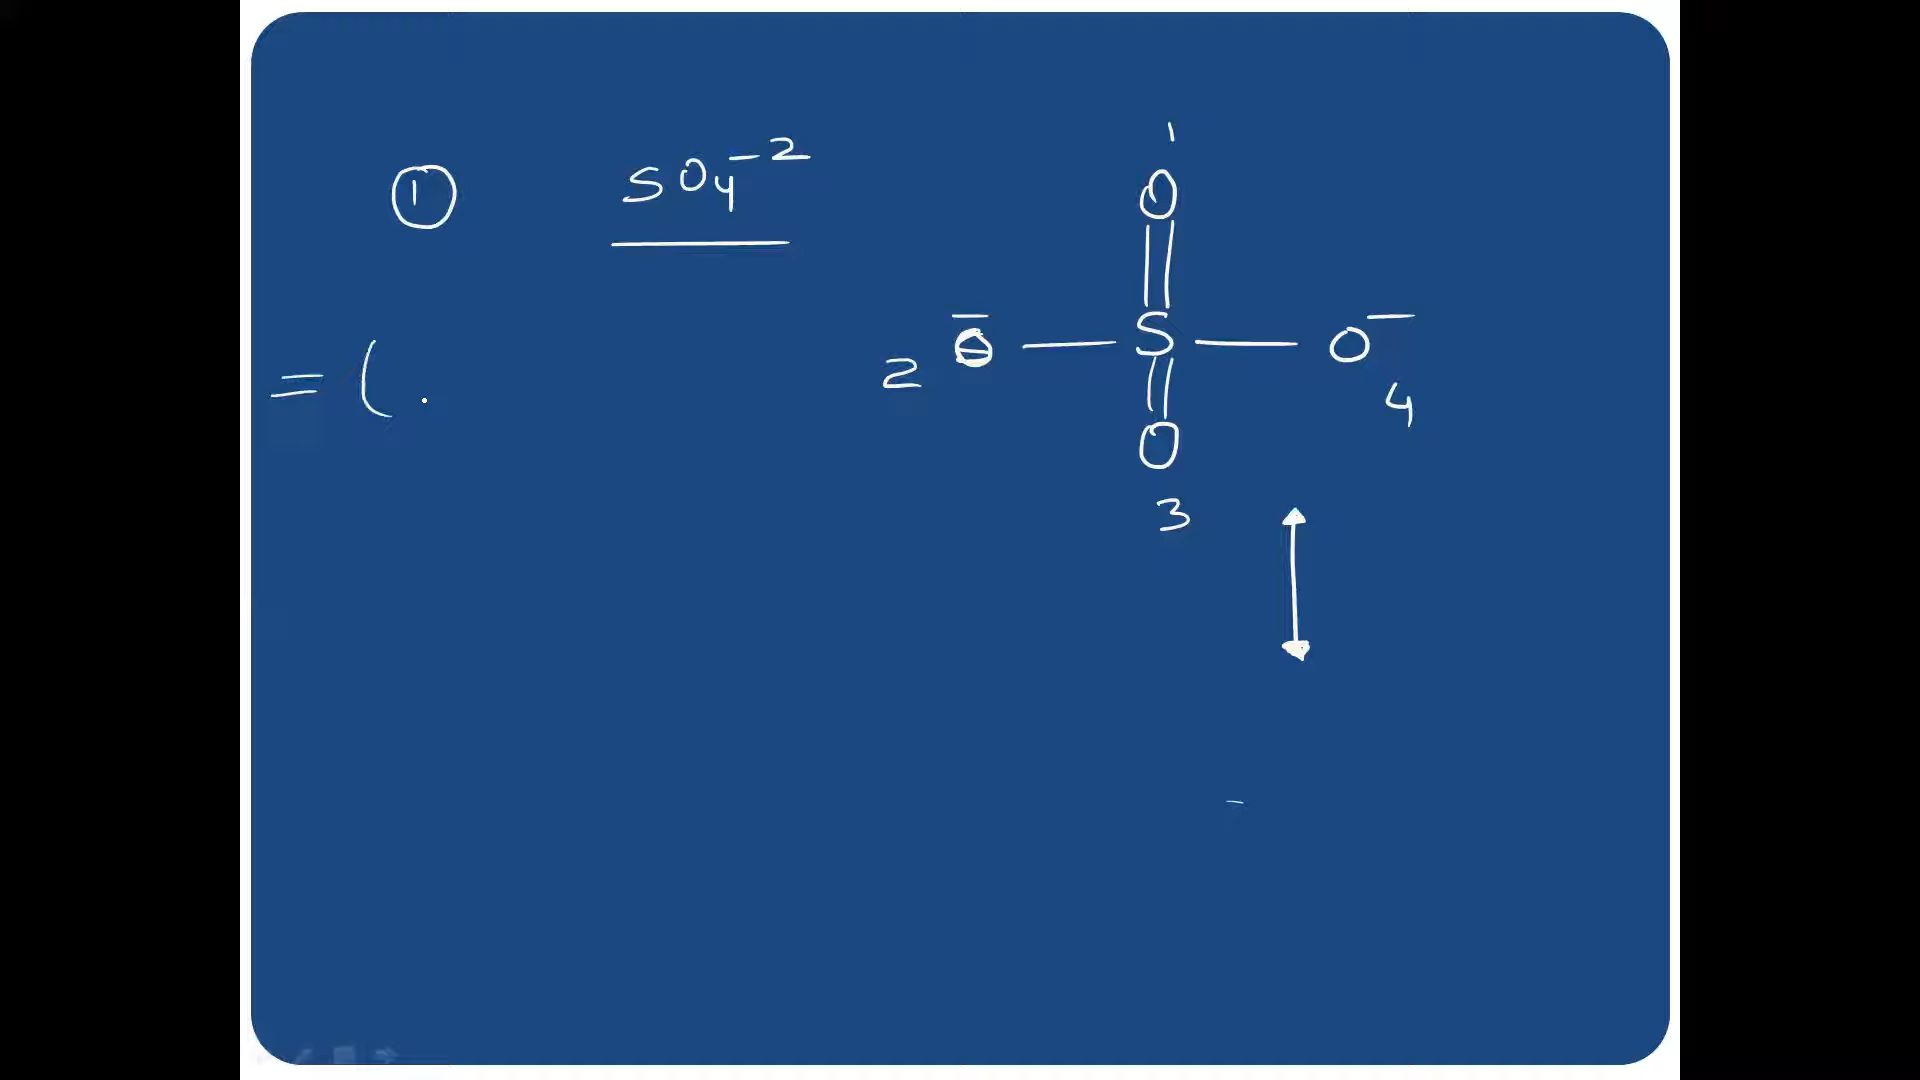 ① SO₄⁻²
= (.
1
O
||
2 O⁻ — S — O⁻ 4
||
O
3